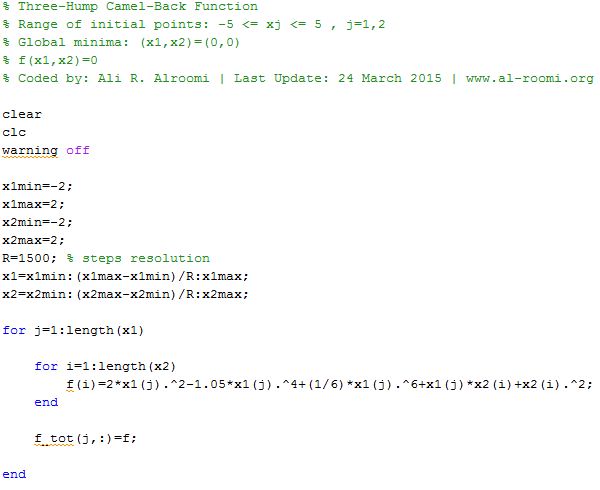 % Three-Hump Camel-Back Function
% Range of initial points: -5 <= xj <= 5 , j=1,2
% Global minima: (x1,x2)=(0,0)
% f(x1,x2)=0
% Coded by: Ali R. Alroomi | Last Update: 24 March 2015 | www.al-roomi.org
clear
clc
warning off
x1min=-2;
x1max=2;
x2min=-2;
x2max=2;
R=1500; % steps resolution
x1=x1min:(x1max-x1min)/R:x1max;
x2=x2min:(x2max-x2min)/R:x2max;
for j=1:length(x1)
for i=1:length(x2)
f(i)=2*x1(j).^2-1.05*x1(j).^4+(1/6)*x1(j).^6+x1(j)*x2(i)+x2(i).^2;
end
f_tot(j,:)=f;
end